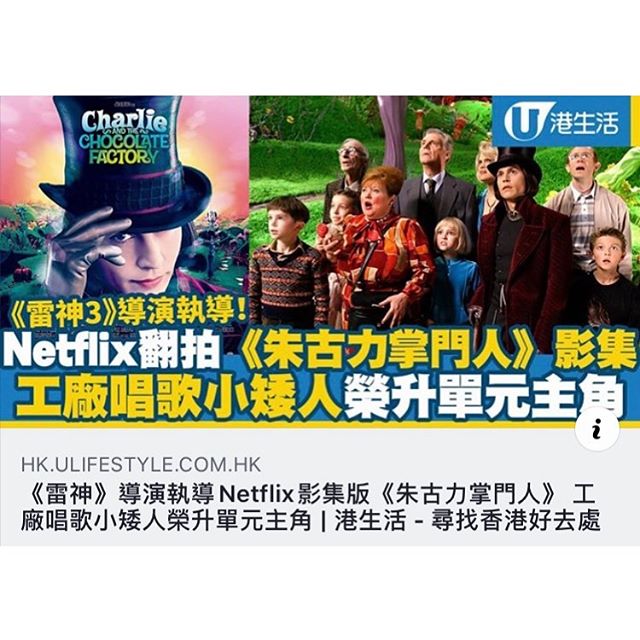 Charlie
AND THE
CHOCOLATE
FACTORY
U 港生活
《雷神3》導演執導!
Netflix翻拍《朱古力掌門人》影集
工廠唱歌小矮人榮升單元主角
i
HK.ULIFESTYLE.COM.HK
《雷神》導演執導Netflix影集版《朱古力掌門人》 工
廠唱歌小矮人榮升單元主角 | 港生活 - 尋找香港好去處